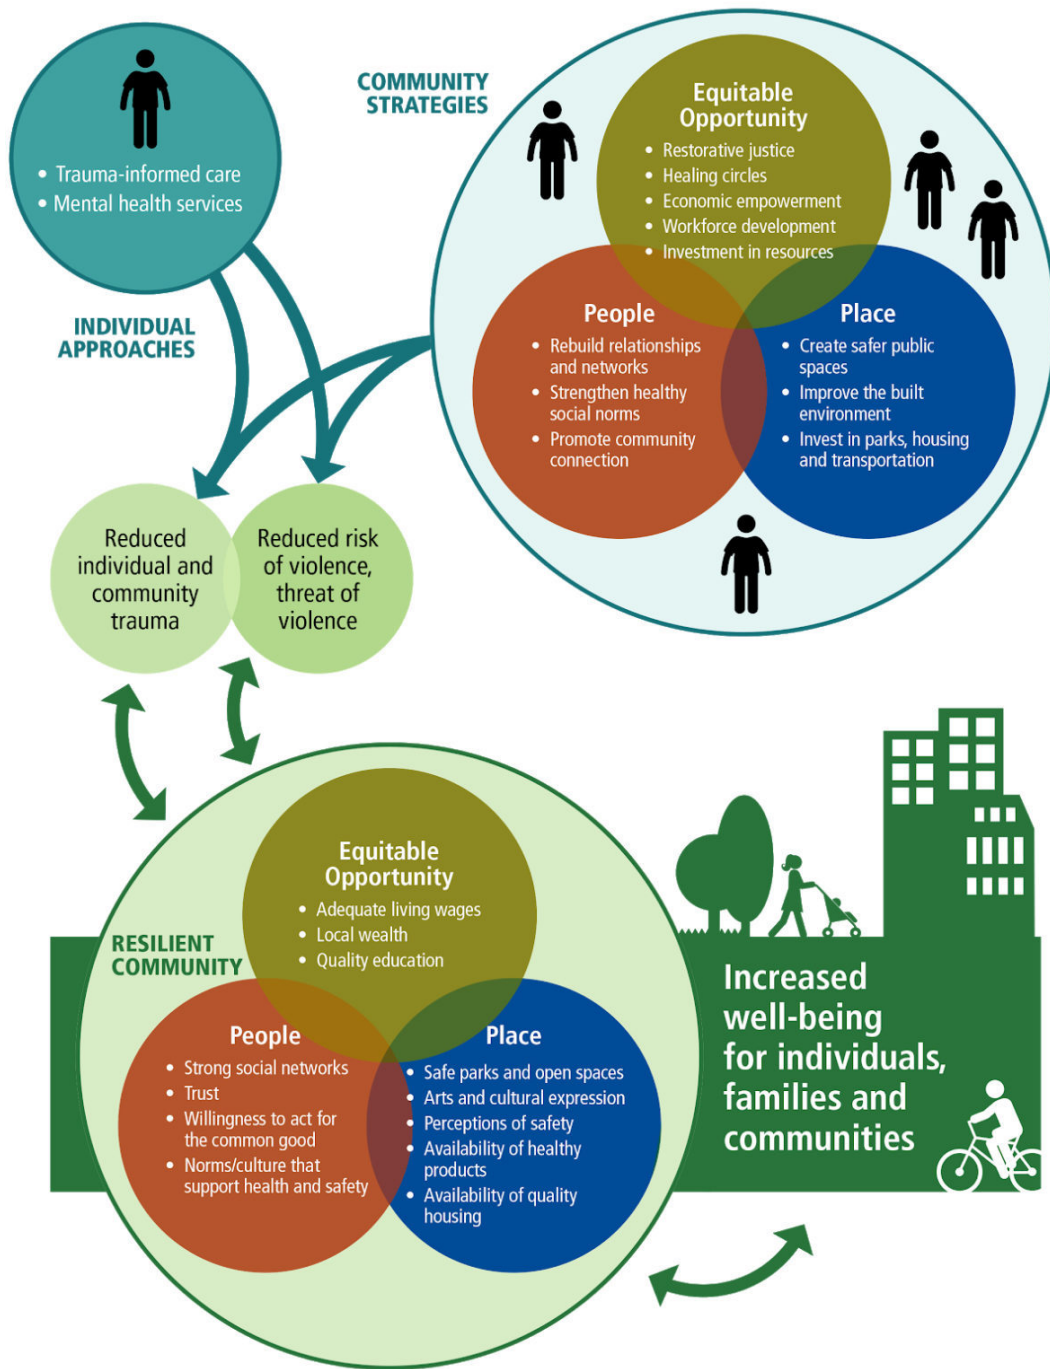 • Trauma-informed care
• Mental health services
INDIVIDUAL
APPROACHES
COMMUNITY
STRATEGIES
Equitable
Opportunity
• Restorative justice
• Healing circles
• Economic empowerment
• Workforce development
• Investment in resources
People
• Rebuild relationships
and networks
• Strengthen healthy
social norms
• Promote community
connection
Place
• Create safer public
spaces
• Improve the built
environment
• Invest in parks, housing
and transportation
Reduced
individual and
community
trauma
Reduced risk
of violence,
threat of
violence
RESILIENT
COMMUNITY
Equitable
Opportunity
• Adequate living wages
• Local wealth
• Quality education
People
• Strong social networks
• Trust
• Willingness to act for
the common good
• Norms/culture that
support health and safety
Place
• Safe parks and open spaces
• Arts and cultural expression
• Perceptions of safety
• Availability of healthy
products
• Availability of quality
housing
Increased
well-being
for individuals,
families and
communities